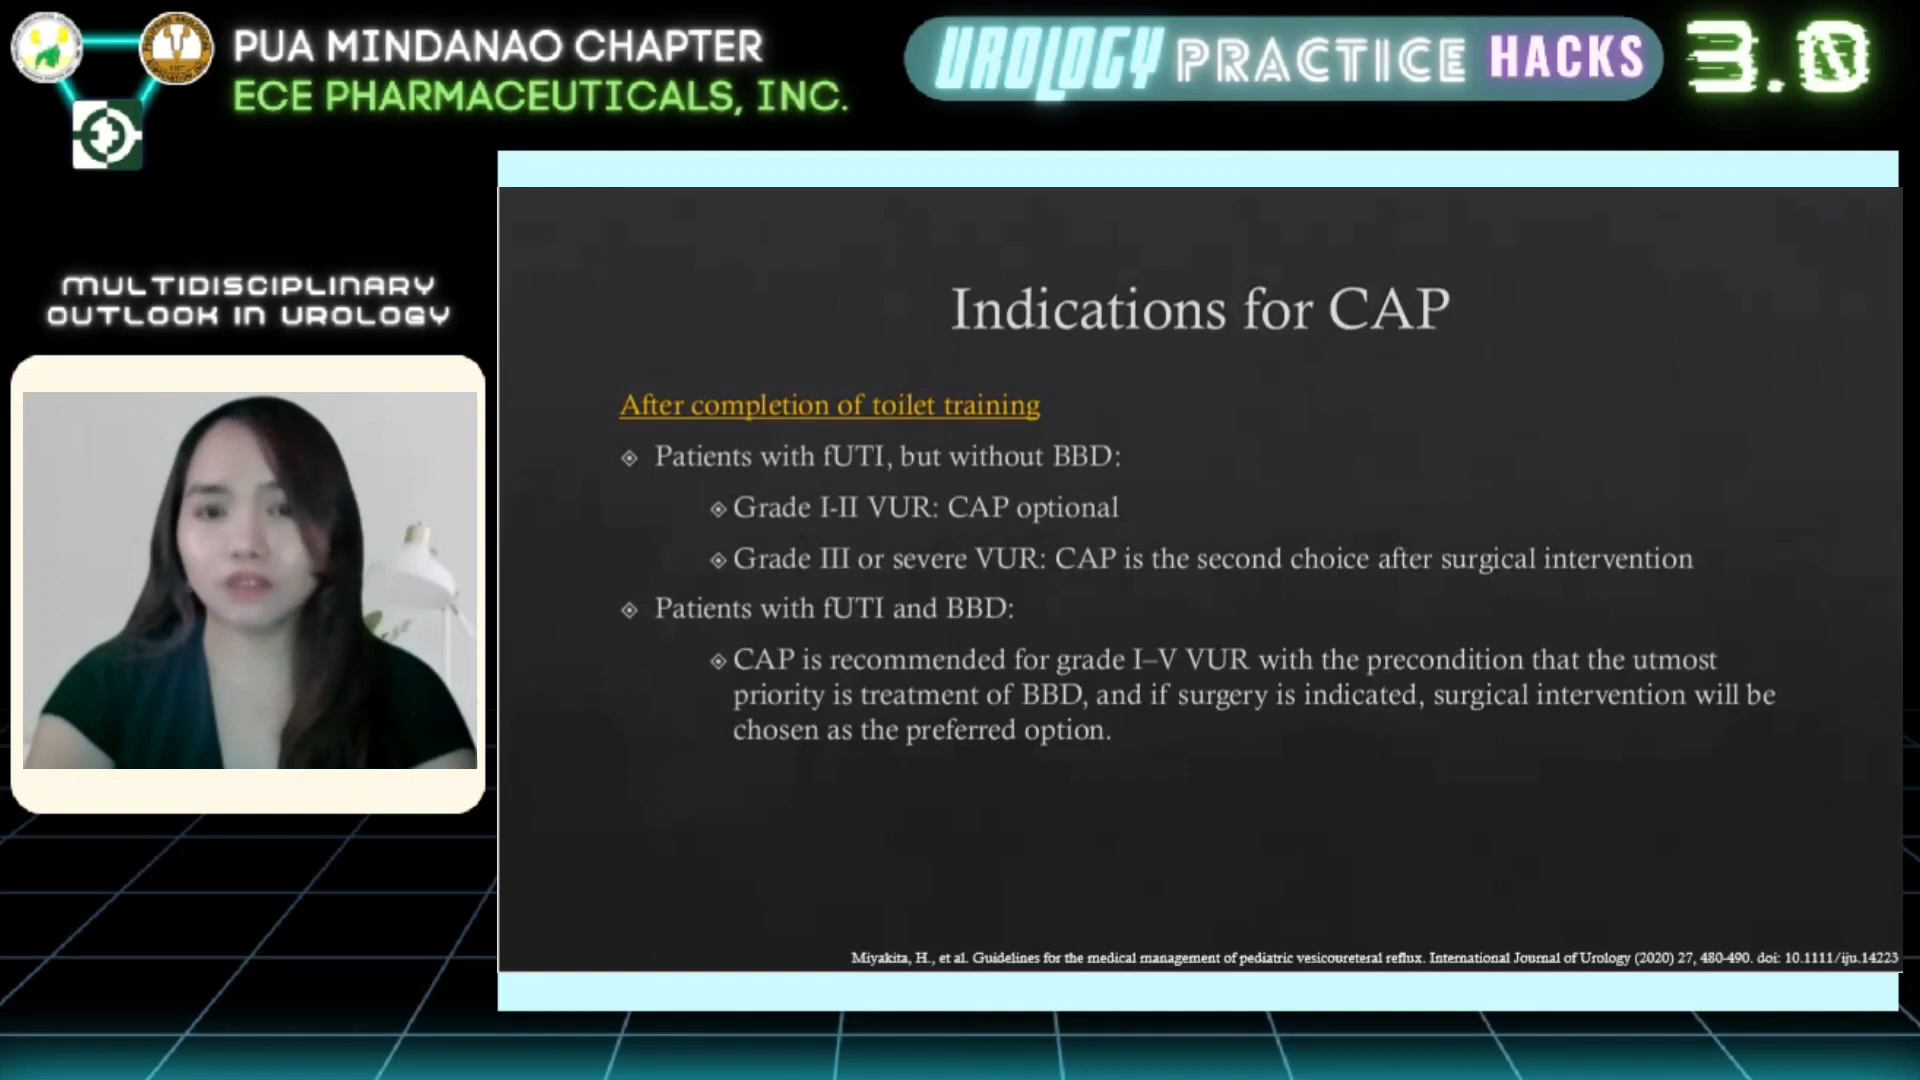 PUA MINDANAO CHAPTER
ECE PHARMACEUTICALS, INC.
UROLOGY PRACTICE HACKS 3.0
MULTIDISCIPLINARY
OUTLOOK IN UROLOGY
Indications for CAP
After completion of toilet training
Patients with fUTI, but without BBD:
Grade I-II VUR: CAP optional
Grade III or severe VUR: CAP is the second choice after surgical intervention
Patients with fUTI and BBD:
CAP is recommended for grade I–V VUR with the precondition that the utmost
priority is treatment of BBD, and if surgery is indicated, surgical intervention will be
chosen as the preferred option.
Miyakita, H., et al. Guidelines for the medical management of pediatric vesicoureteral reflux. International Journal of Urology (2020) 27, 480-490. doi: 10.1111/iju.14223